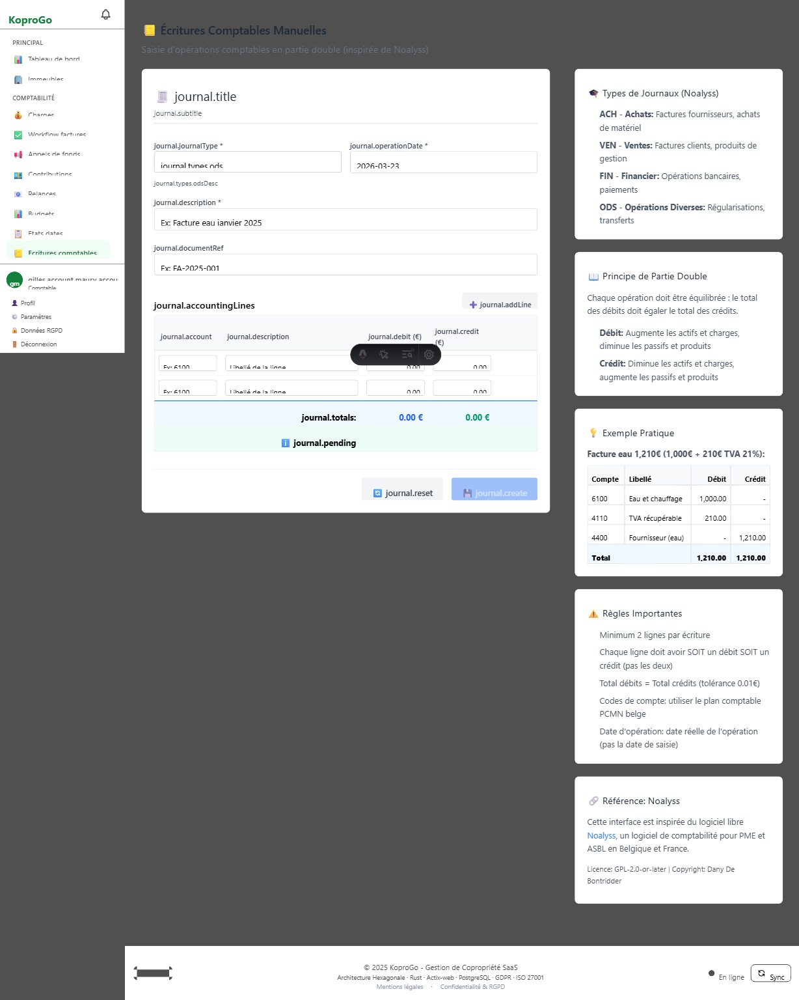 KoproGo
PRINCIPAL
Tableau de bord
Immeubles
COMPTABILITÉ
Charges
Workflow factures
Appels de fonds
Contributions
Relances
Budgets
Etats dates
Ecritures comptables
gm
gilles account maury accou
Comptable
Profil
Paramètres
Données RGPD
Déconnexion
Écritures Comptables Manuelles
Saisie d'opérations comptables en partie double (inspirée de Noalyss)
journal.title
journal.subtitle
journal.journalType *
journal.operationDate *
journal.types.ods
2026-03-23
journal.types.odsDesc
journal.description *
Ex: Facture eau janvier 2025
journal.documentRef
Ex: FA-2025-001
journal.accountingLines
journal.addLine
journal.account
journal.description
journal.debit (€)
journal.credit
(€)
Ex: 6100
Libellé de la ligne
0.00
0.00
Ex: 6100
Libellé de la ligne
0.00
0.00
journal.totals:
0.00 €
0.00 €
journal.pending
journal.reset
journal.create
Types de Journaux (Noalyss)
ACH - Achats: Factures fournisseurs, achats
de matériel
VEN - Ventes: Factures clients, produits de
gestion
FIN - Financier: Opérations bancaires,
paiements
ODS - Opérations Diverses: Régularisations,
transferts
Principe de Partie Double
Chaque opération doit être équilibrée : le total
des débits doit égaler le total des crédits.
Débit: Augmente les actifs et charges,
diminue les passifs et produits
Crédit: Diminue les actifs et charges,
augmente les passifs et produits
Exemple Pratique
Facture eau 1,210€ (1,000€ + 210€ TVA 21%):
Compte Libellé Débit Crédit
6100 Eau et chauffage 1,000.00 -
4110 TVA récupérable 210.00 -
4400 Fournisseur (eau) - 1,210.00
Total 1,210.00 1,210.00
Règles Importantes
Minimum 2 lignes par écriture
Chaque ligne doit avoir SOIT un débit SOIT un
crédit (pas les deux)
Total débits = Total crédits (tolérance 0.01€)
Codes de compte: utiliser le plan comptable
PCMN belge
Date d'opération: date réelle de l'opération
(pas la date de saisie)
Référence: Noalyss
Cette interface est inspirée du logiciel libre
Noalyss, un logiciel de comptabilité pour PME et
ASBL en Belgique et France.
Licence: GPL-2.0-or-later | Copyright: Dany De
Bontridder
© 2025 KoproGo - Gestion de Copropriété SaaS
Architecture Hexagonale · Rust · Actix-web · PostgreSQL · GDPR · ISO 27001
Mentions légales · Confidentialité & RGPD
En ligne
Sync